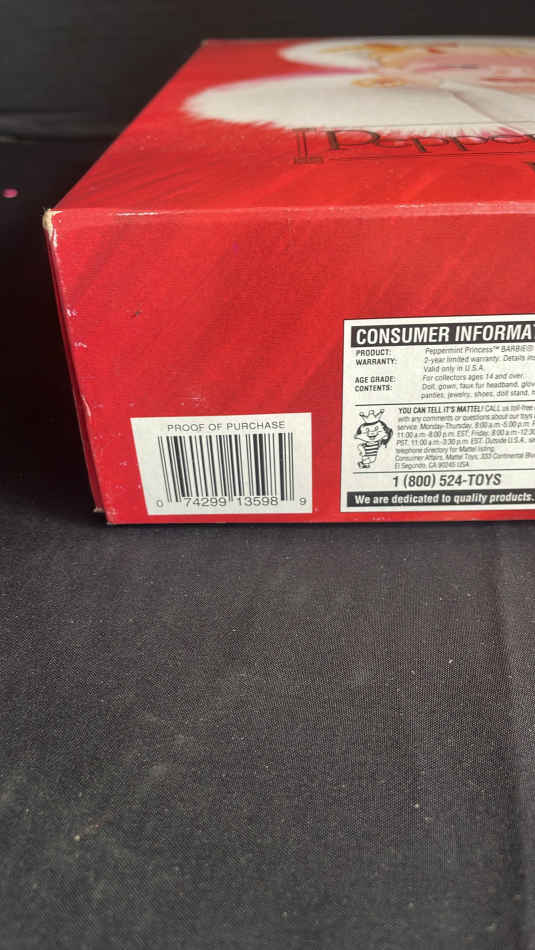 Peppe
PROOF OF PURCHASE
0 74299 13598 9
CONSUMER INFORMAT
PRODUCT: Peppermint Princess™ BARBIE®
WARRANTY: 2-year limited warranty. Details
Valid only in U.S.A.
AGE GRADE: For collectors ages 14 and over.
CONTENTS: Doll, gown, faux fur headband,
panties, jewelry, shoes, doll stand,
YOU CAN TELL IT'S MATTEL! CALL us toll-free
with any comments or questions about our toys
service. Monday-Thursday, 8:00 a.m.-5:00 p.m.
11:00 a.m.-8:00 p.m. EST; Friday, 8:00 a.m.-12:30
PST, 11:00 a.m.-3:30 p.m. EST. Outside U.S.A.,
telephone directory for Mattel listing.
Consumer Affairs, Mattel Toys, 333 Continental
El Segundo, CA 90245 USA
1 (800) 524-TOYS
We are dedicated to quality products.